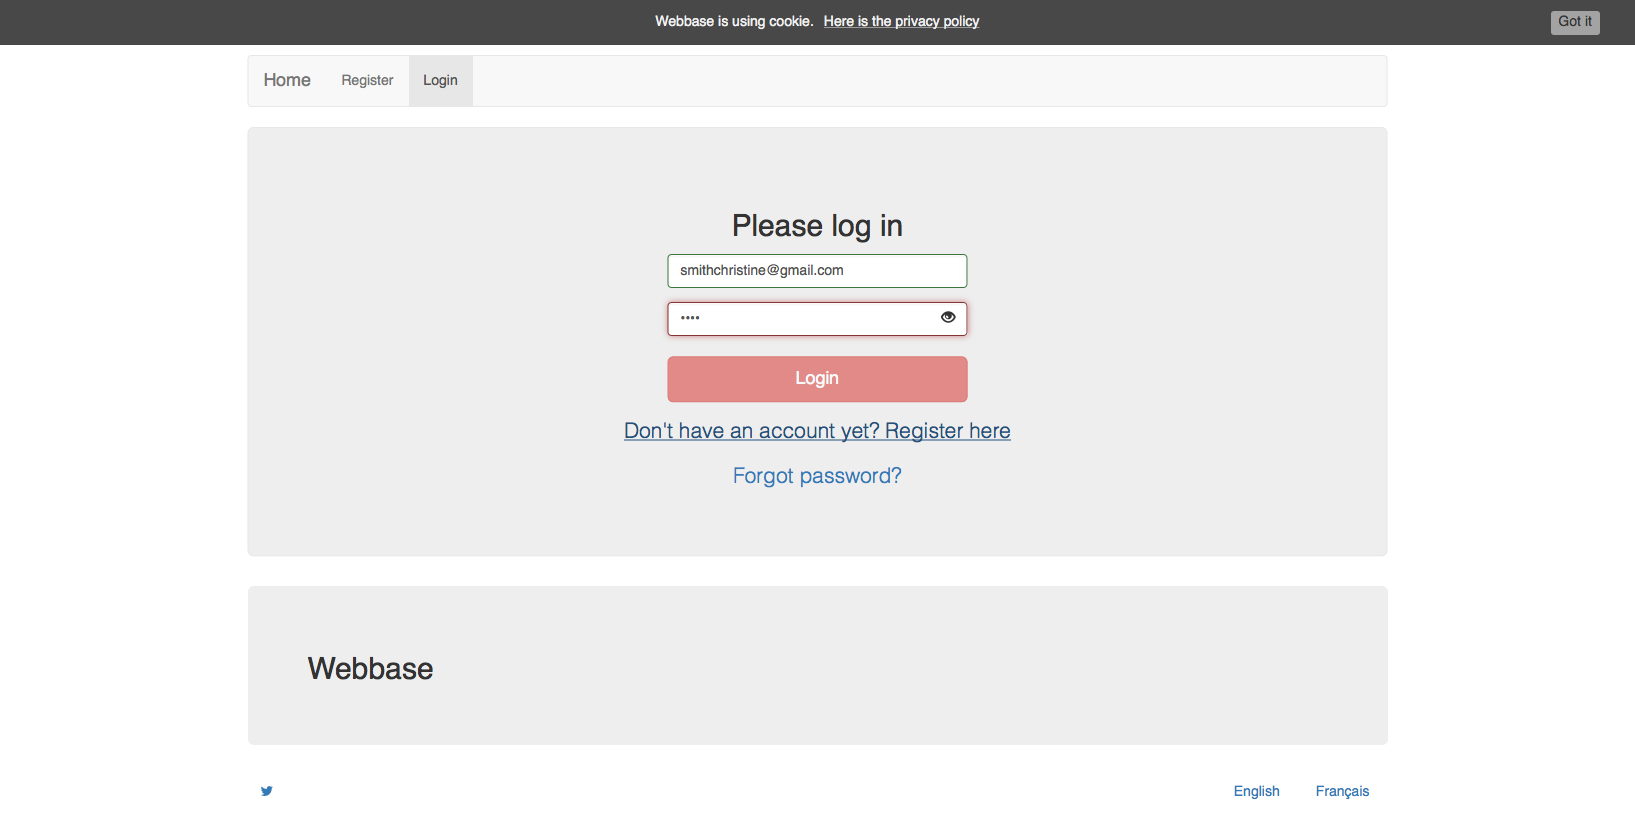 Webbase is using cookie. Here is the privacy policy
Got it
Home Register Login
Please log in
smithchristine@gmail.com
••••
Login
Don't have an account yet? Register here
Forgot password?
Webbase
English Français